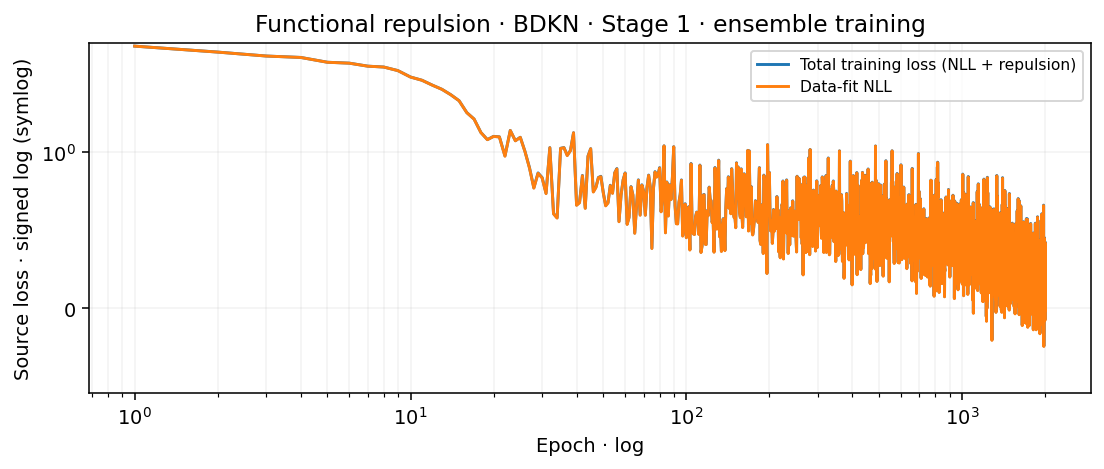 Functional repulsion · BDKN · Stage 1 · ensemble training
Source loss · signed log (symlog)
10⁰
0
Total training loss (NLL + repulsion)
Data-fit NLL
10⁰ 10¹ 10² 10³
Epoch · log